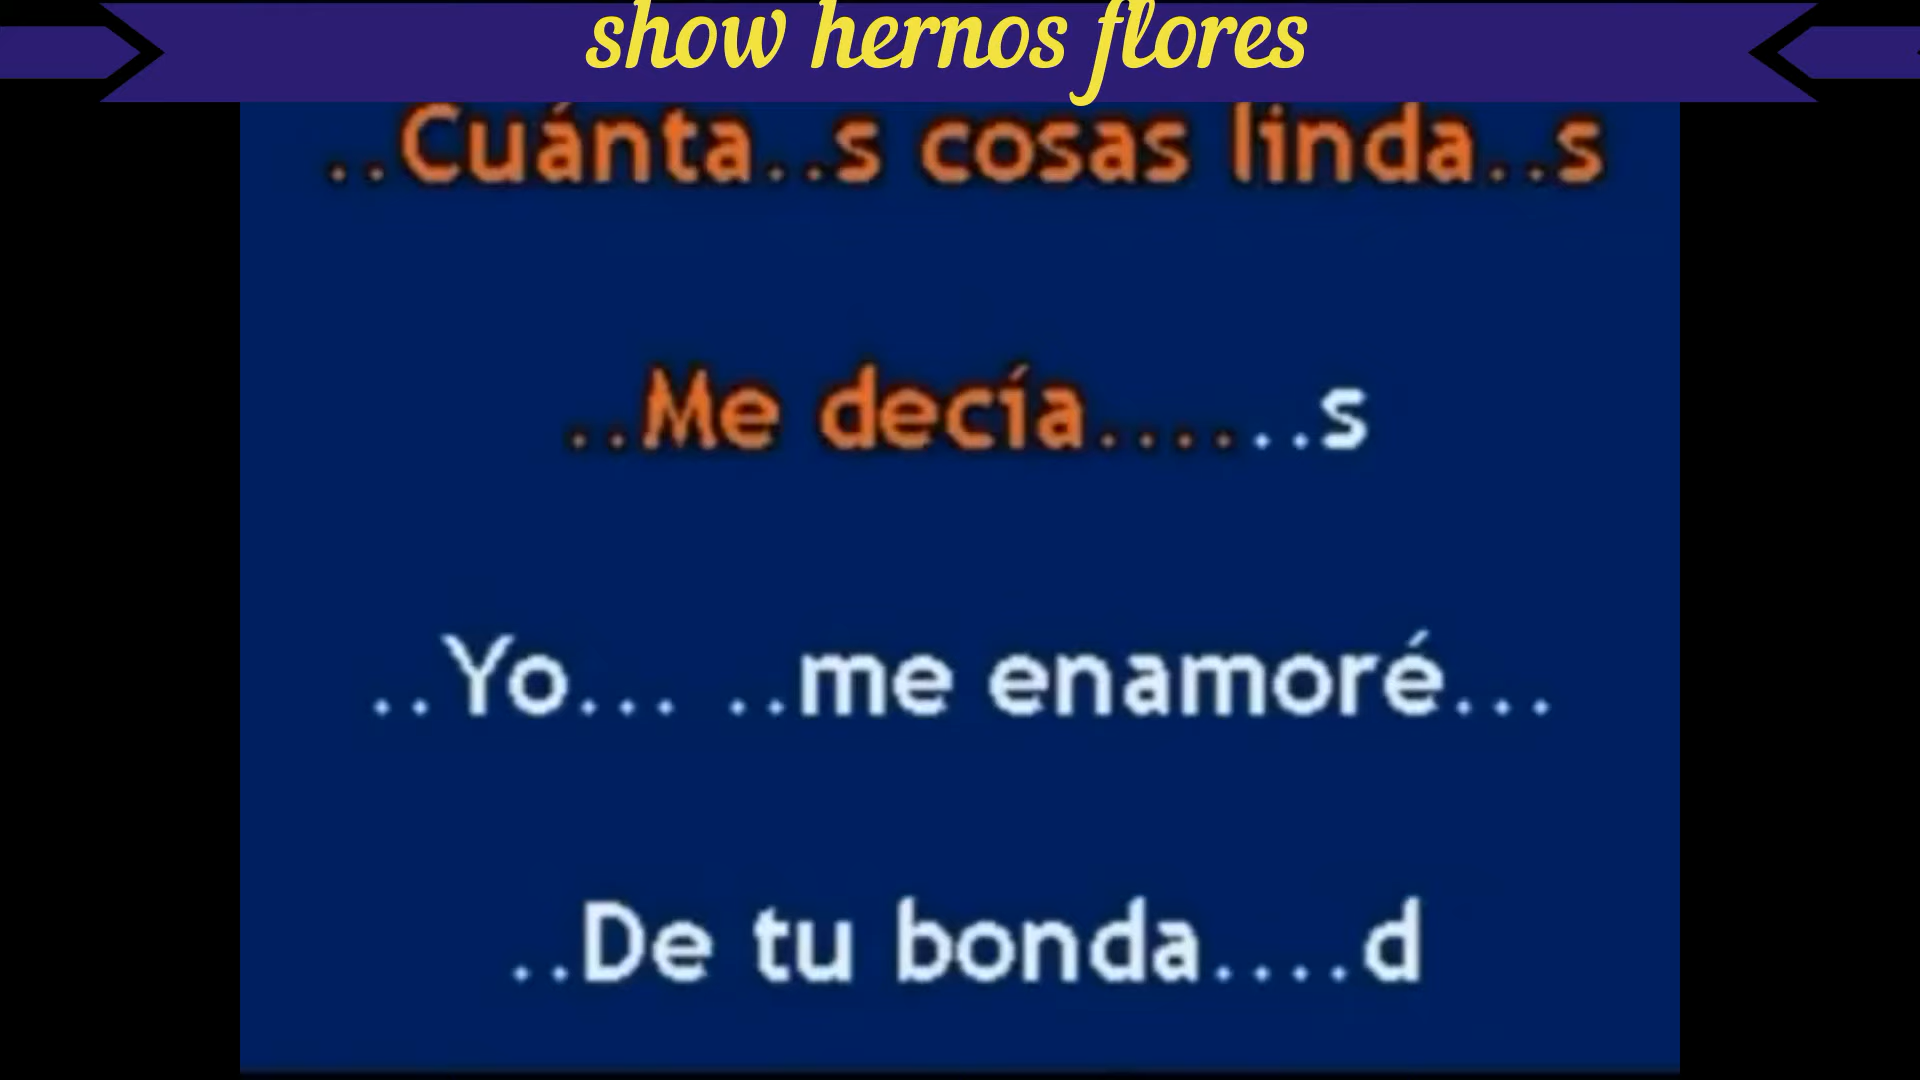 show hernos flores
..Cuánta..s cosas linda..s
..Me decía......s
..Yo... ..me enamoré...
..De tu bonda....d